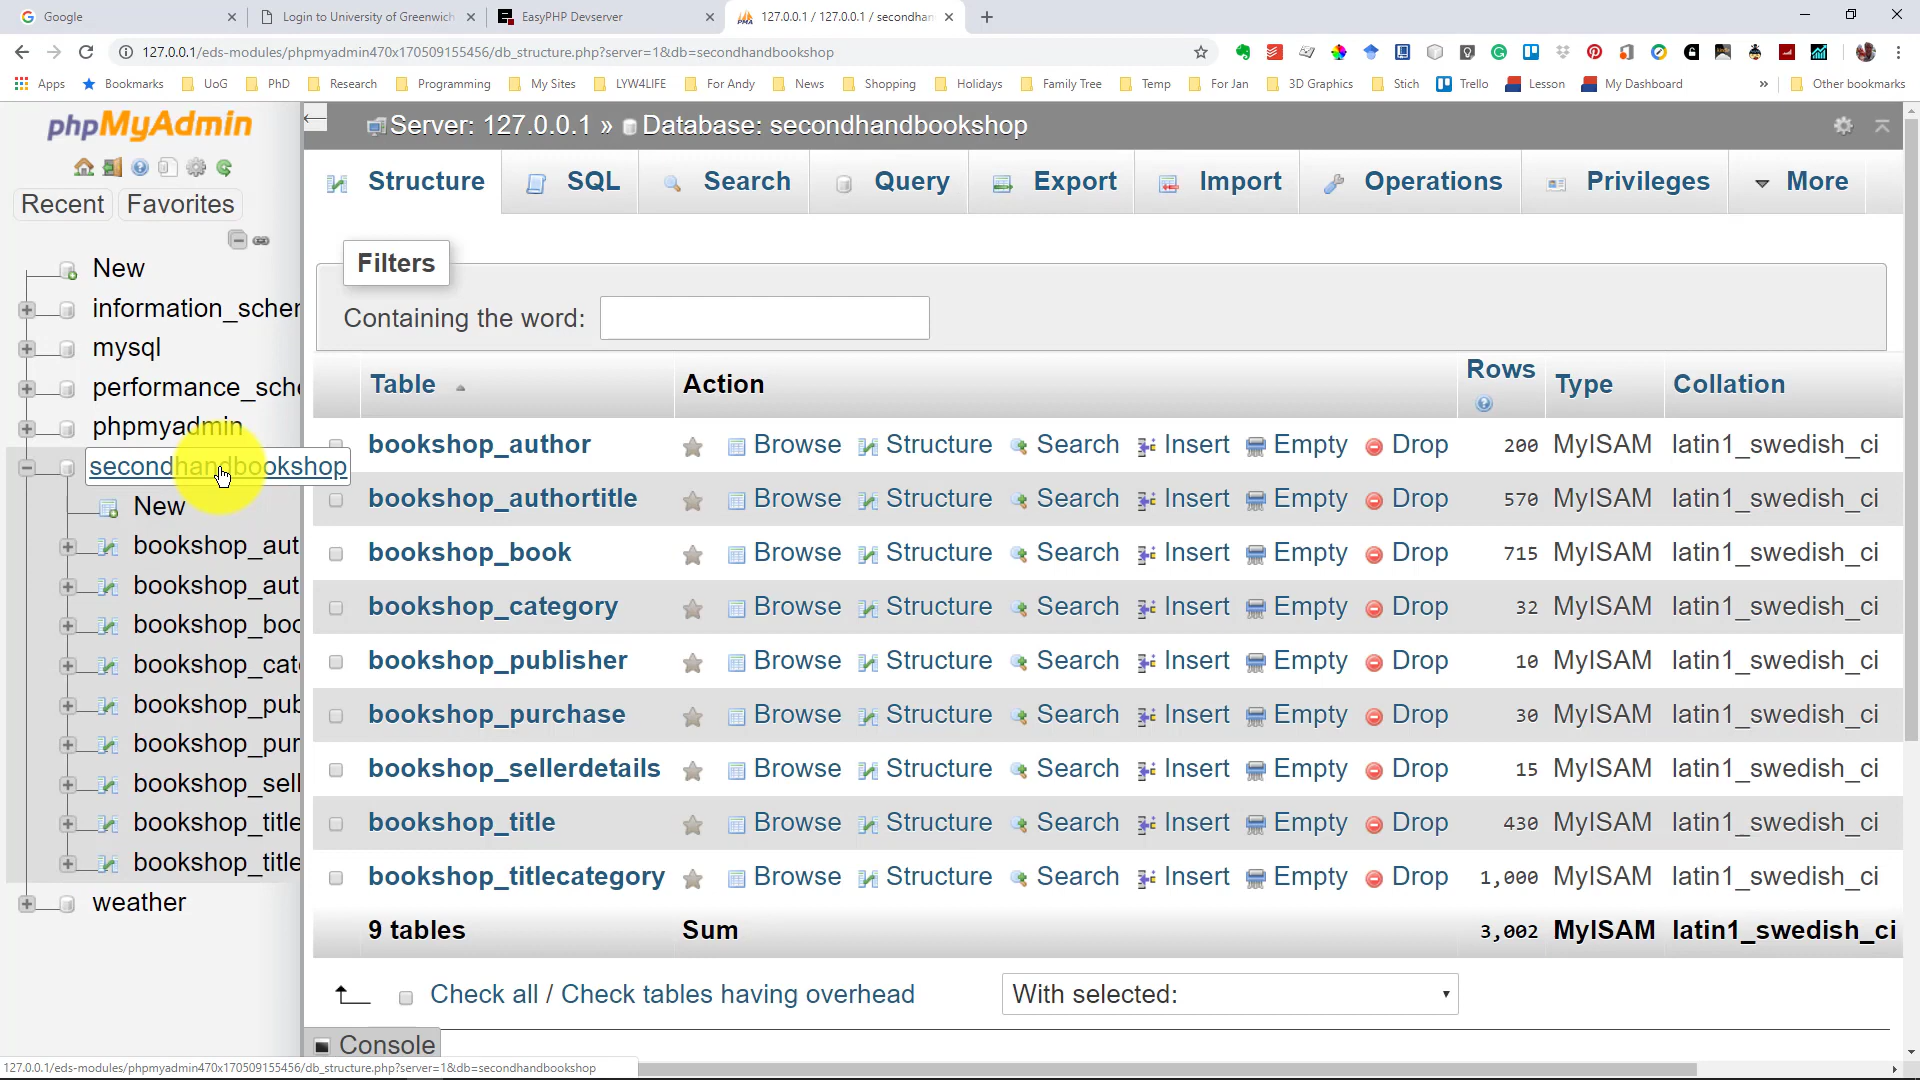 Google
Login to University of Greenwich
EasyPHP Devserver
127.0.0.1 / 127.0.0.1 / secondhan
127.0.0.1/eds-modules/phpmyadmin470x170509155456/db_structure.php?server=1&db=secondhandbookshop
Apps Bookmarks UoG PhD Research Programming My Sites LYW4LIFE For Andy News Shopping Holidays Family Tree Temp For Jan 3D Graphics Stich Trello Lesson My Dashboard » Other bookmarks
phpMyAdmin
Server: 127.0.0.1 » Database: secondhandbookshop
Structure SQL Search Query Export Import Operations Privileges More
Recent Favorites
New
information_scher
mysql
performance_sche
phpmyadmin
secondhandbookshop
New
bookshop_aut
bookshop_aut
bookshop_boo
bookshop_cat
bookshop_pub
bookshop_pur
bookshop_sell
bookshop_title
bookshop_title
weather
Filters
Containing the word:
Table Action Rows Type Collation
bookshop_author Browse Structure Search Insert Empty Drop 200 MyISAM latin1_swedish_ci
bookshop_authortitle Browse Structure Search Insert Empty Drop 570 MyISAM latin1_swedish_ci
bookshop_book Browse Structure Search Insert Empty Drop 715 MyISAM latin1_swedish_ci
bookshop_category Browse Structure Search Insert Empty Drop 32 MyISAM latin1_swedish_ci
bookshop_publisher Browse Structure Search Insert Empty Drop 10 MyISAM latin1_swedish_ci
bookshop_purchase Browse Structure Search Insert Empty Drop 30 MyISAM latin1_swedish_ci
bookshop_sellerdetails Browse Structure Search Insert Empty Drop 15 MyISAM latin1_swedish_ci
bookshop_title Browse Structure Search Insert Empty Drop 430 MyISAM latin1_swedish_ci
bookshop_titlecategory Browse Structure Search Insert Empty Drop 1,000 MyISAM latin1_swedish_ci
9 tables Sum 3,002 MyISAM latin1_swedish_ci
Check all / Check tables having overhead With selected:
Console
127.0.0.1/eds-modules/phpmyadmin470x170509155456/db_structure.php?server=1&db=secondhandbookshop